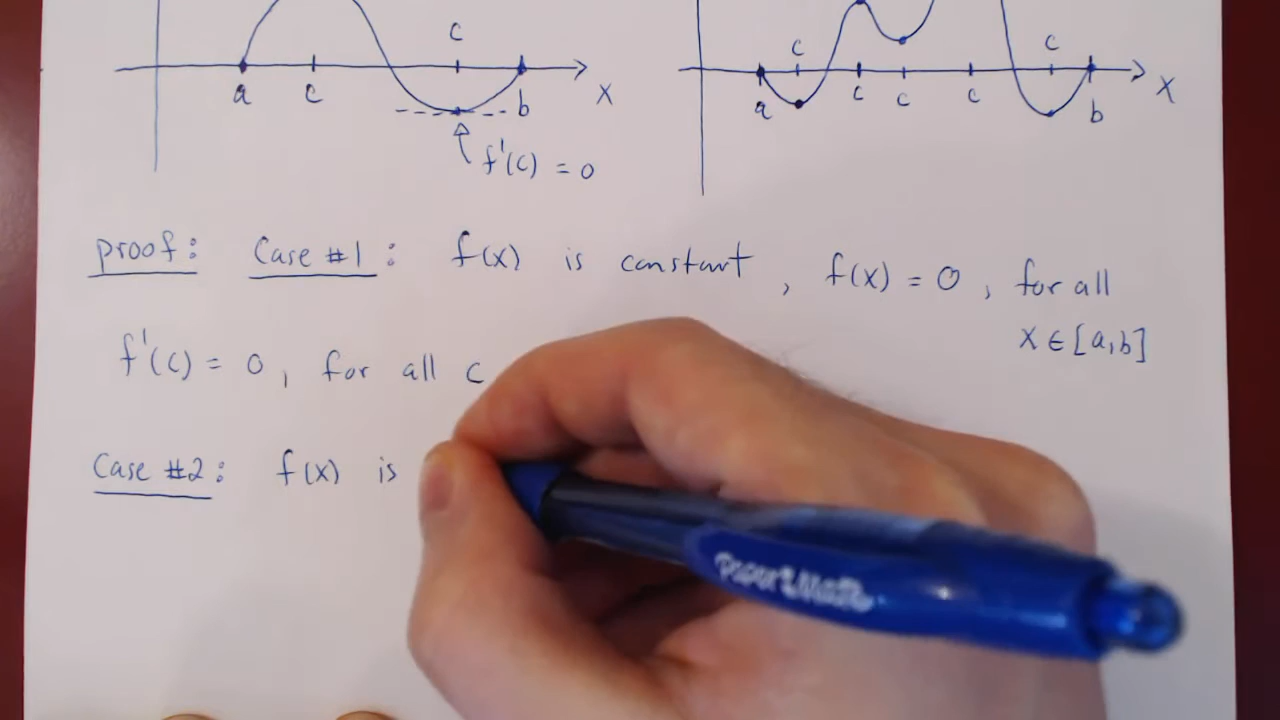 c c
a c b x a c c c b x
f'(c) = 0
proof: Case #1: f(x) is constant, f(x) = 0, for all
x ∈ [a,b]
f'(c) = 0, for all c
Case #2: f(x) is
PaperMate